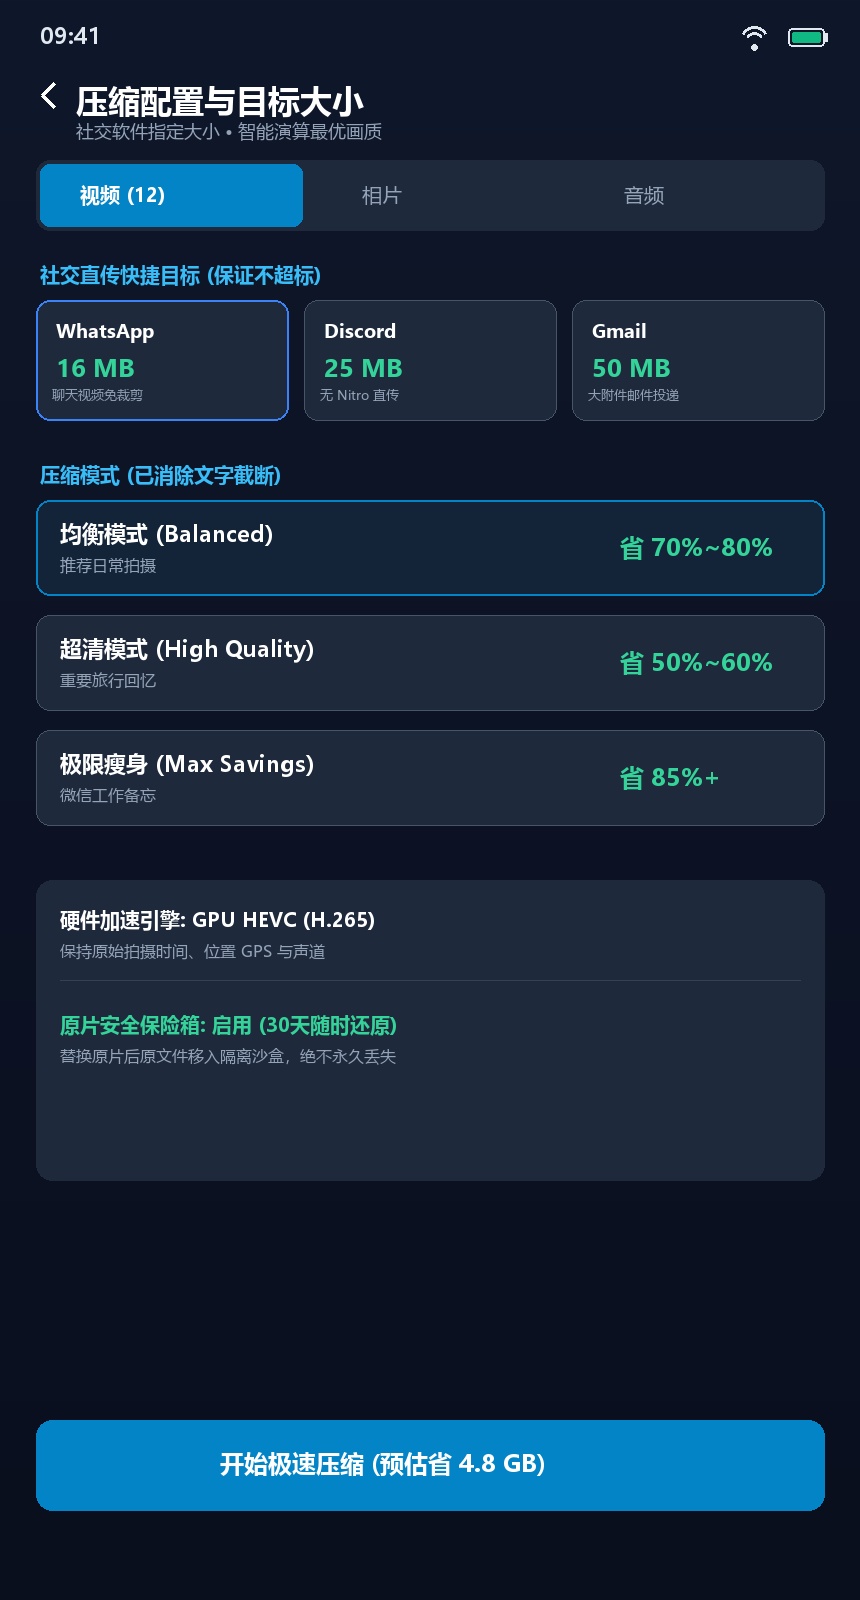 09:41
压缩配置与目标大小
社交软件指定大小 • 智能演算最优画质
视频 (12)
相片
音频
社交直传快捷目标 (保证不超标)
WhatsApp
16 MB
聊天视频免裁剪
Discord
25 MB
无 Nitro 直传
Gmail
50 MB
大附件邮件投递
压缩模式 (已消除文字截断)
均衡模式 (Balanced)
推荐日常拍摄
省 70%~80%
超清模式 (High Quality)
重要旅行回忆
省 50%~60%
极限瘦身 (Max Savings)
微信工作备忘
省 85%+
硬件加速引擎: GPU HEVC (H.265)
保持原始拍摄时间、位置 GPS 与声道
原片安全保险箱: 启用 (30天随时还原)
替换原片后原文件移入隔离沙盒，绝不永久丢失
开始极速压缩 (预估省 4.8 GB)